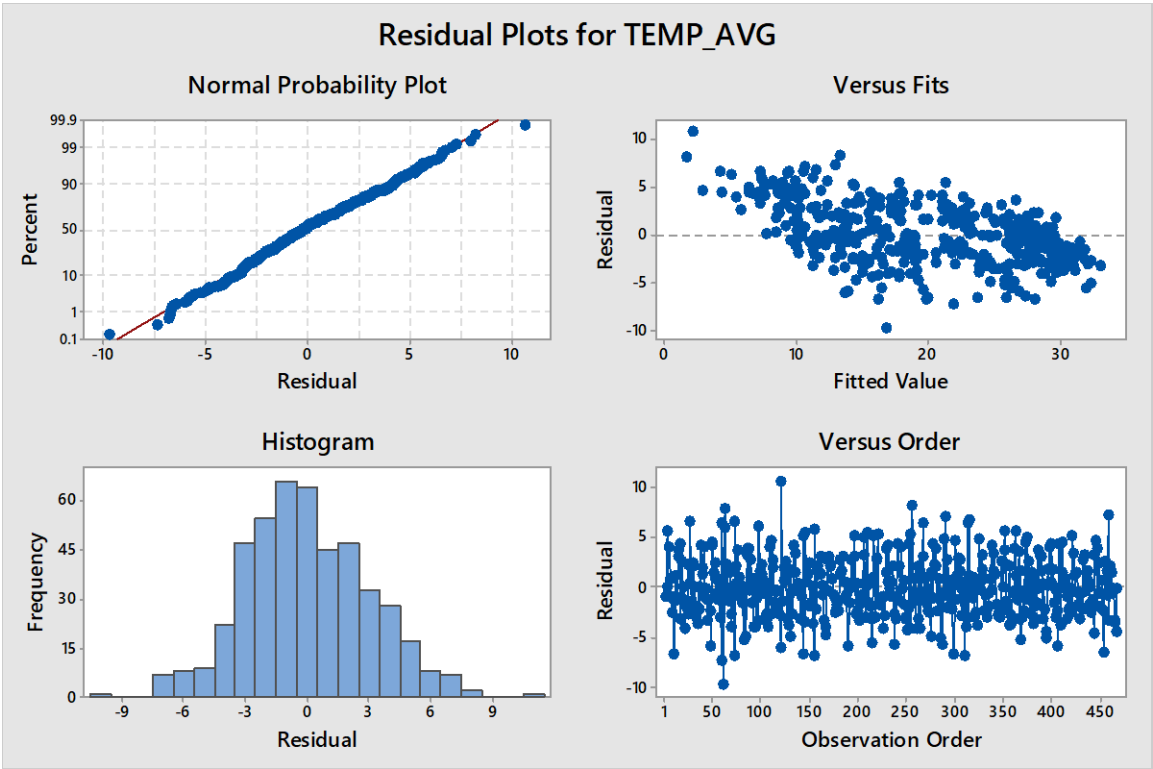 Residual Plots for TEMP_AVG
Normal Probability Plot
99.9
99
90
50
10
1
0.1
Percent
-10 -5 0 5 10
Residual
Versus Fits
10
5
0
-5
-10
Residual
0 10 20 30
Fitted Value
Histogram
60
45
30
15
0
Frequency
-9 -6 -3 0 3 6 9
Residual
Versus Order
10
5
0
-5
-10
Residual
1 50 100 150 200 250 300 350 400 450
Observation Order